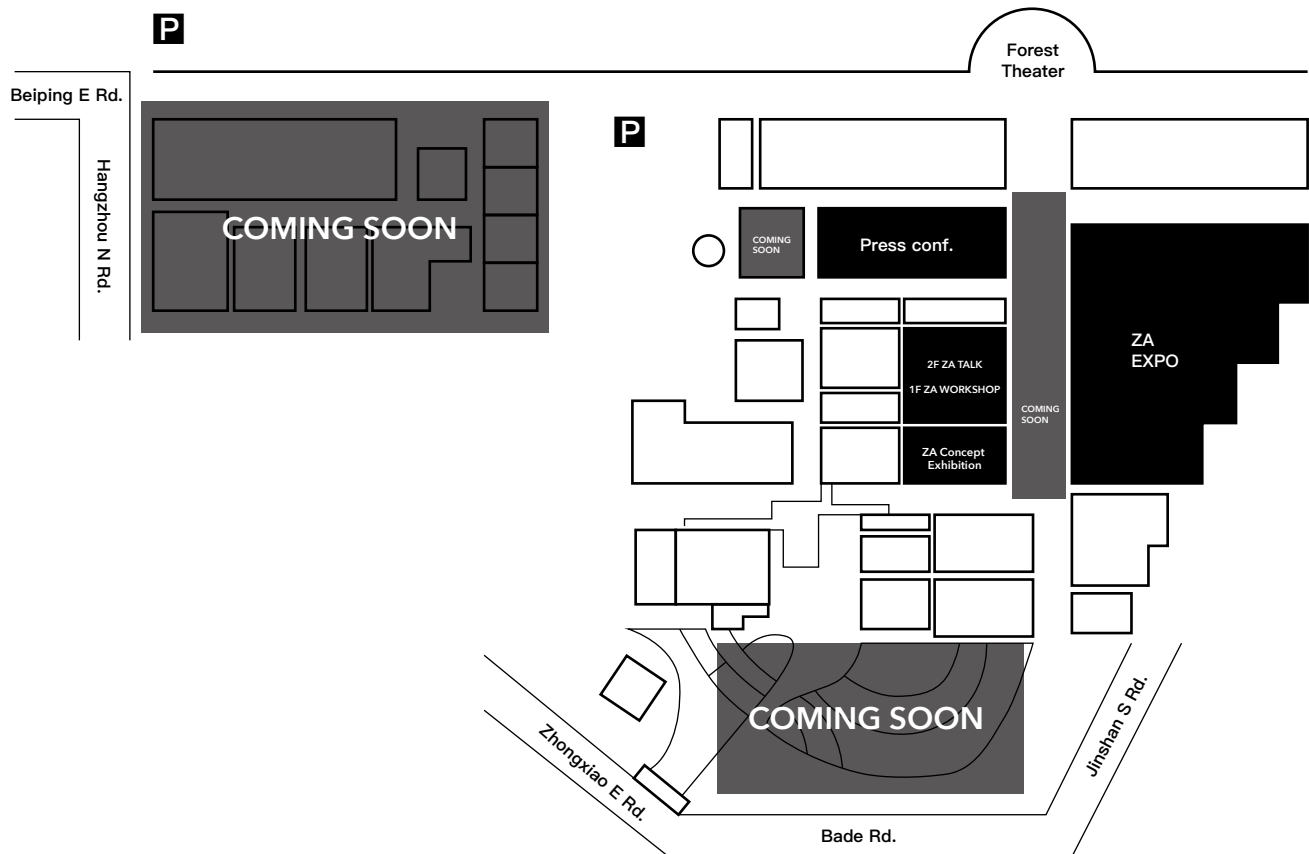 P
Forest
Theater
Beiping E Rd.
P
Hangzhou N Rd.
COMING SOON
COMING
SOON
Press conf.
ZA
EXPO
2F ZA TALK
1F ZA WORKSHOP
COMING
SOON
ZA Concept
Exhibition
COMING SOON
Zhongxiao E Rd.
Jinshan S Rd.
Bade Rd.